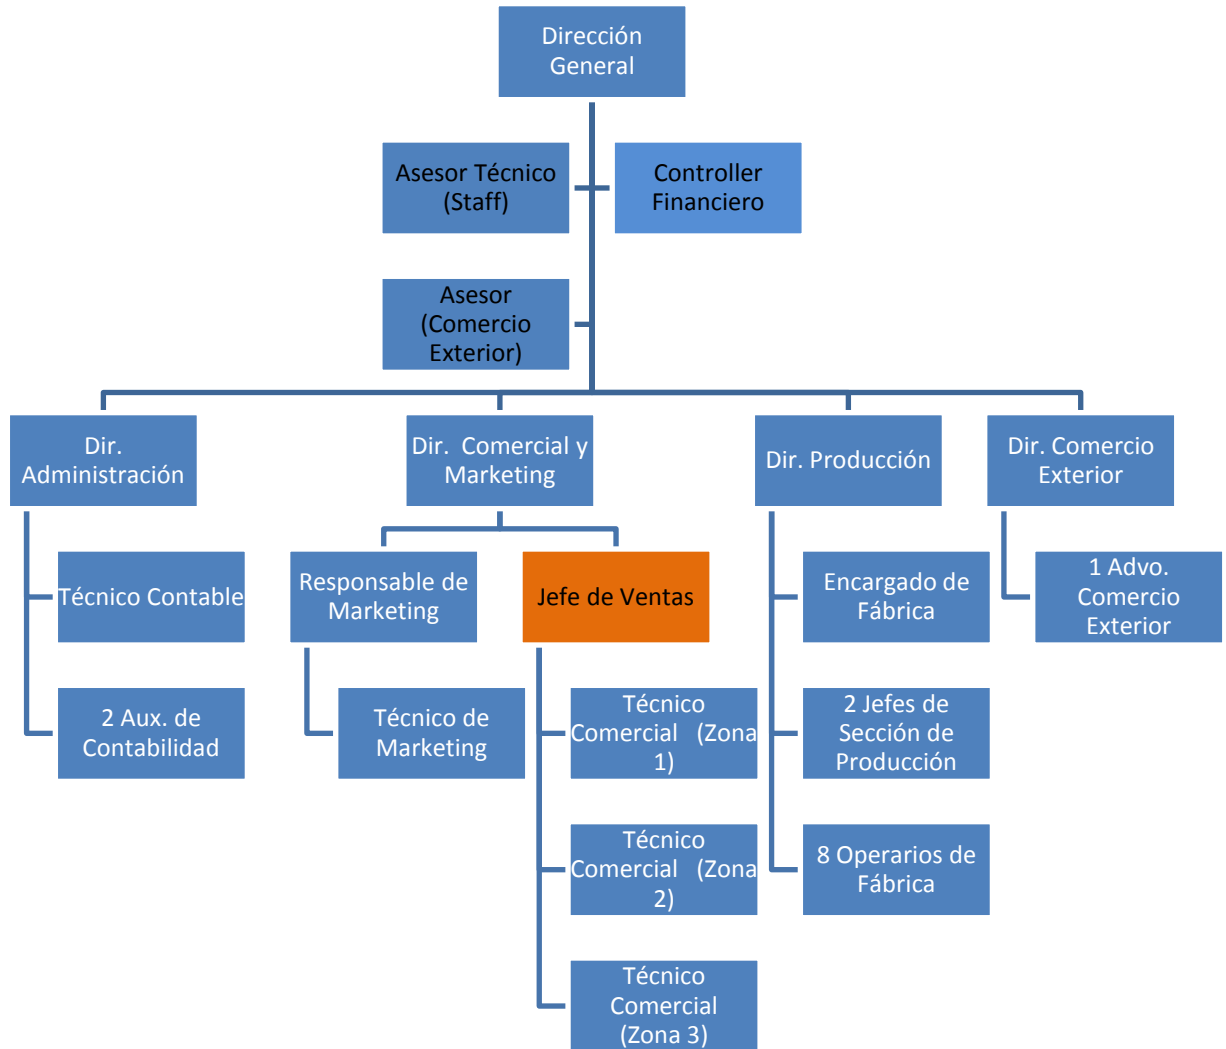 Dirección
General
Asesor Técnico
(Staff)
Controller
Financiero
Asesor
(Comercio
Exterior)
Dir.
Administración
Dir. Comercial y
Marketing
Dir. Producción
Dir. Comercio
Exterior
Técnico Contable
Responsable de
Marketing
Jefe de Ventas
Encargado de
Fábrica
1 Advo.
Comercio
Exterior
2 Aux. de
Contabilidad
Técnico de
Marketing
Técnico
Comercial (Zona
1)
2 Jefes de
Sección de
Producción
Técnico
Comercial (Zona
2)
8 Operarios de
Fábrica
Técnico
Comercial
(Zona 3)